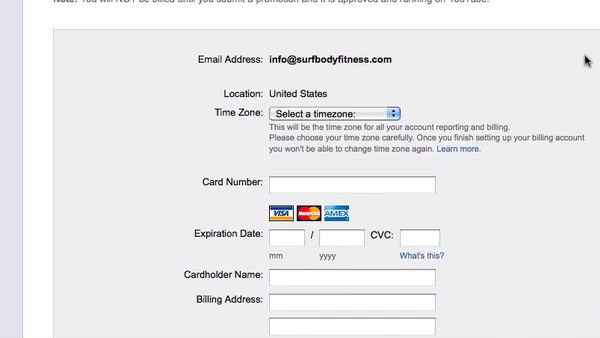 Note: You will NOT be billed until you submit a promotion and it is approved and running on YouTube.
Email Address: info@surfbodyfitness.com
Location: United States
Time Zone: Select a timezone:
This will be the time zone for all your account reporting and billing.
Please choose your time zone carefully. Once you finish setting up your billing account
you won't be able to change time zone again. Learn more.
Card Number:
VISA MasterCard AMEX
Expiration Date: / CVC:
mm yyyy What's this?
Cardholder Name:
Billing Address: